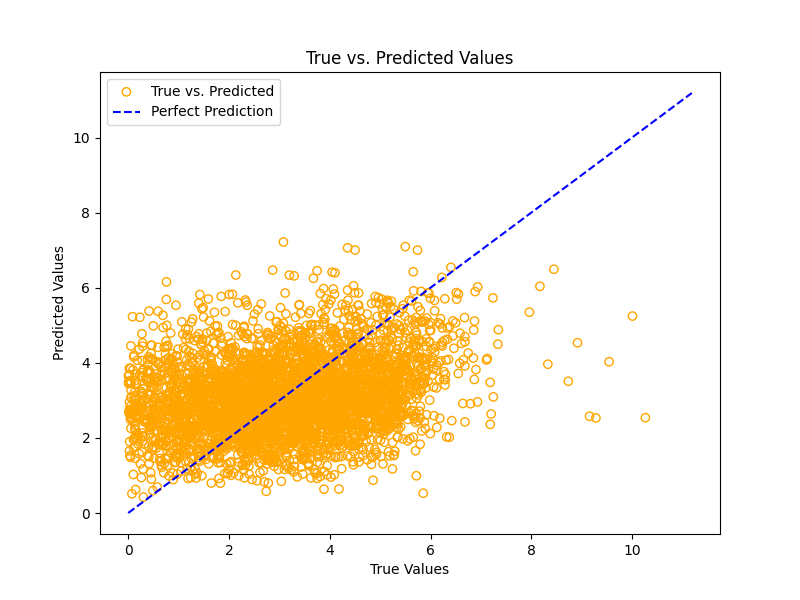 True vs. Predicted Values
True vs. Predicted
Perfect Prediction
10
8
6
4
2
0
Predicted Values
0 2 4 6 8 10
True Values